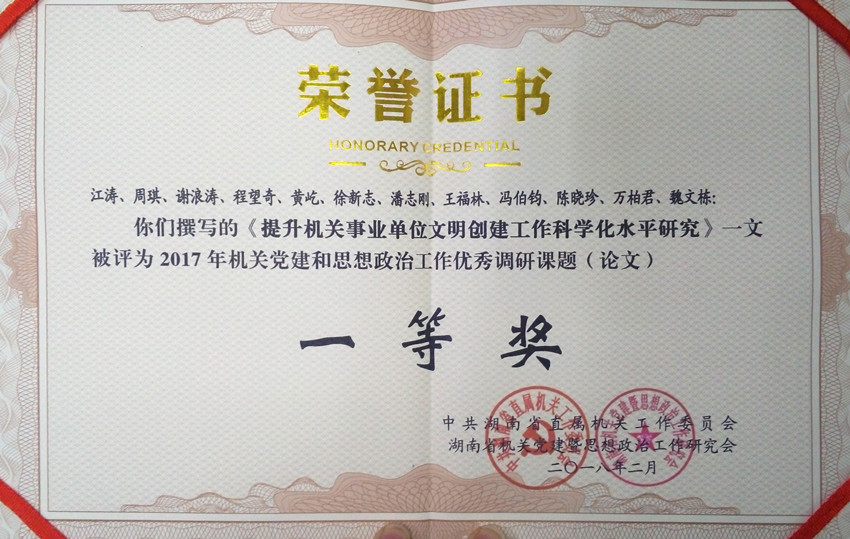 荣誉证书
HONORARY CREDENTIAL
江涛、周琪、谢浪涛、程望奇、黄屹、徐新志、潘志刚、王福林、冯伯钧、陈晓珍、万柏君、魏文栋：
你们撰写的《提升机关事业单位文明创建工作科学化水平研究》一文
被评为2017年机关党建和思想政治工作优秀调研课题（论文）
一等奖
中共湖南省直属机关工作委员会
湖南省机关党建暨思想政治工作研究会
二〇一八年二月